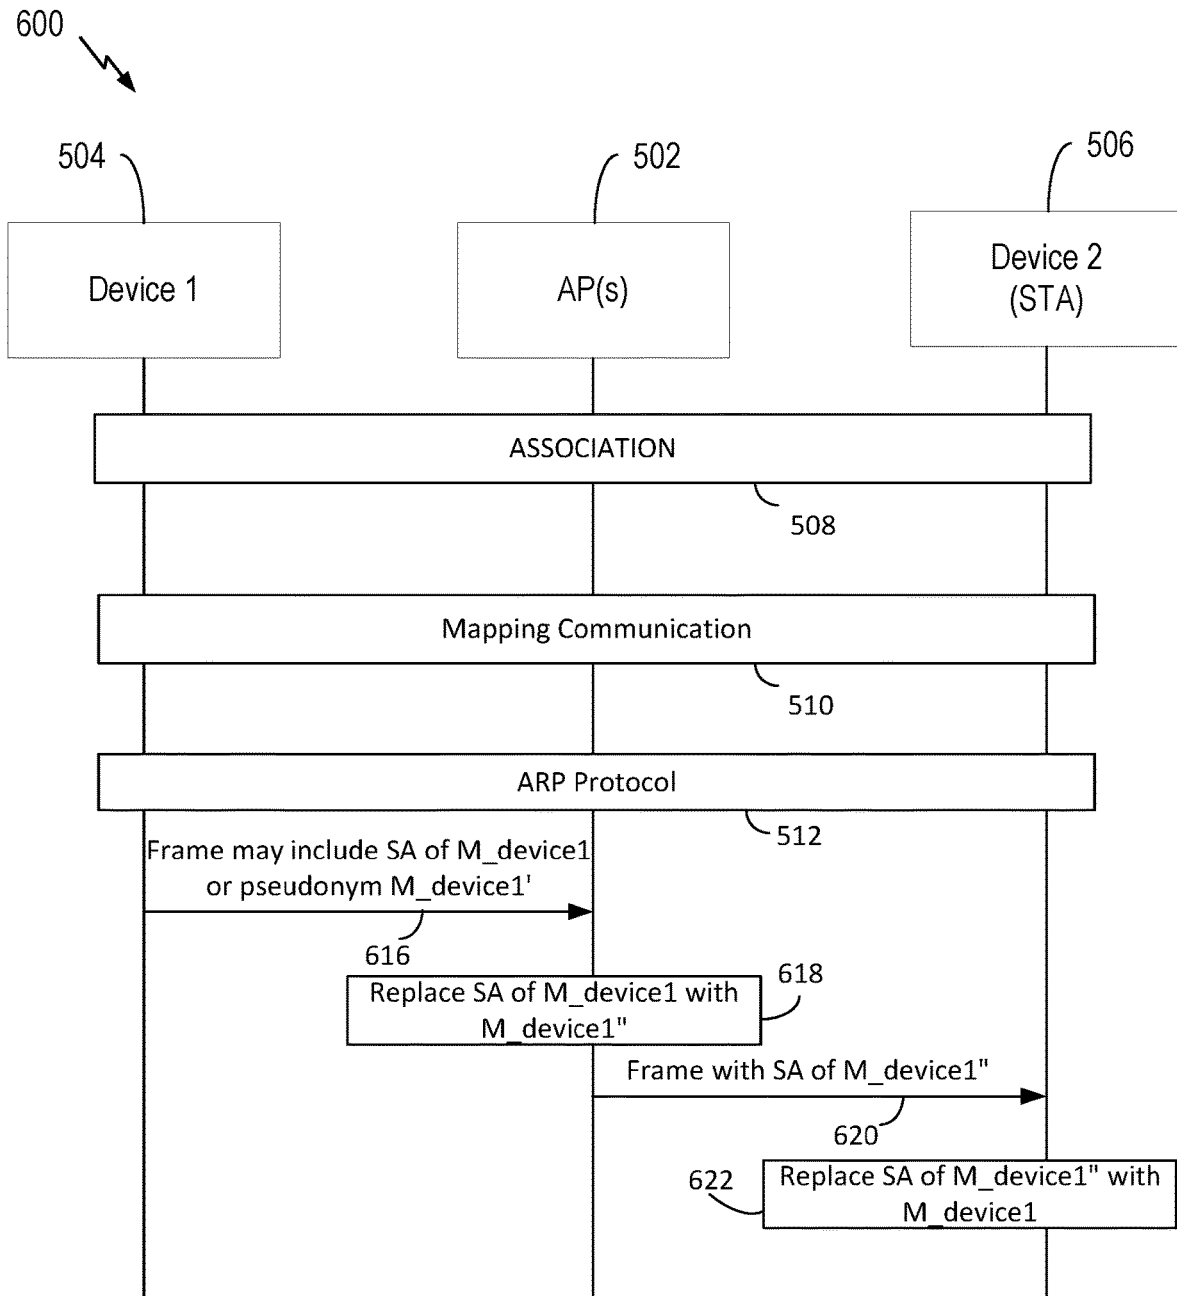 600
504
502
506
Device 1
AP(s)
Device 2
(STA)
ASSOCIATION
508
Mapping Communication
510
ARP Protocol
512
Frame may include SA of M_device1
or pseudonym M_device1'
616
Replace SA of M_device1 with
M_device1"
618
Frame with SA of M_device1"
620
622
Replace SA of M_device1" with
M_device1